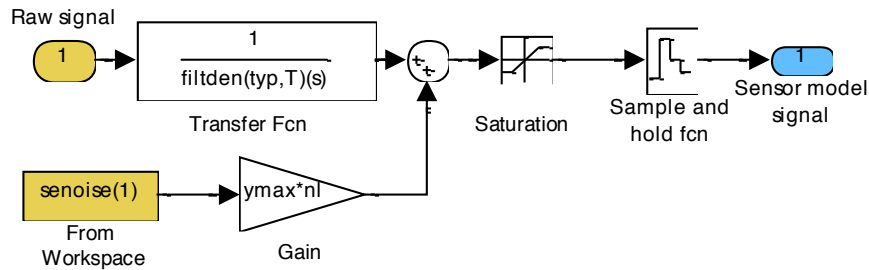 Raw signal
1
1
filtden(typ,T)(s)
Transfer Fcn
+
+
Saturation
Sample and
hold fcn
1
Sensor model
signal
senoise(1)
From
Workspace
ymax*nl
Gain